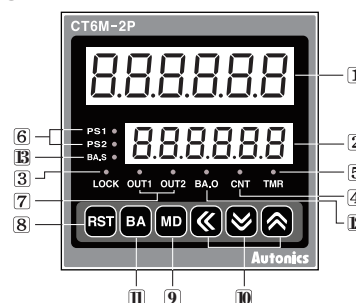 CT6M-2P
8.8.8.8.8.8
1
6
PS1
PS2
8.8.8.8.8.8
2
13
BA.S
3
5
LOCK OUT1 OUT2 BA.O CNT TMR
7
4
12
8
RST BA MD
Autonics
11 9 10